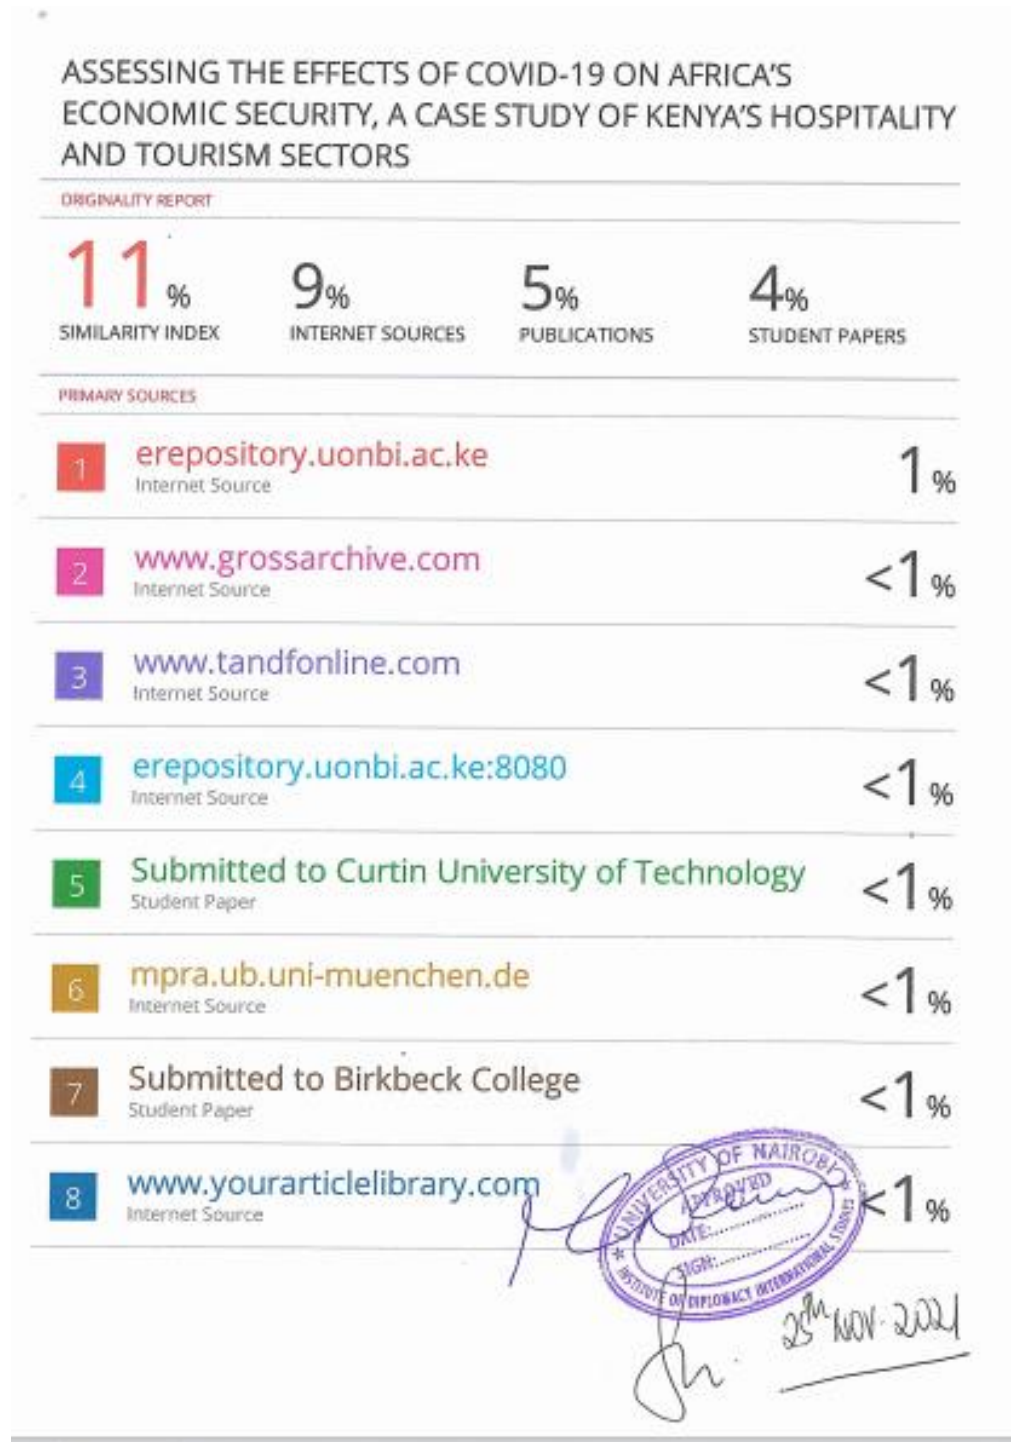 ASSESSING THE EFFECTS OF COVID-19 ON AFRICA'S
ECONOMIC SECURITY, A CASE STUDY OF KENYA'S HOSPITALITY
AND TOURISM SECTORS
ORIGINALITY REPORT
11% 9% 5% 4%
SIMILARITY INDEX INTERNET SOURCES PUBLICATIONS STUDENT PAPERS
PRIMARY SOURCES
1 erepository.uonbi.ac.ke 1%
Internet Source
2 www.grossarchive.com <1%
Internet Source
3 www.tandfonline.com <1%
Internet Source
4 erepository.uonbi.ac.ke:8080 <1%
Internet Source
5 Submitted to Curtin University of Technology <1%
Student Paper
6 mpra.ub.uni-muenchen.de <1%
Internet Source
7 Submitted to Birkbeck College <1%
Student Paper
8 www.yourarticlelibrary.com <1%
Internet Source
UNIVERSITY OF NAIROBI
APPROVED
DATE:
SIGN:
INSTITUTE OF DIPLOMACY INTERNATIONAL STUDIES
25th NOV. 2021